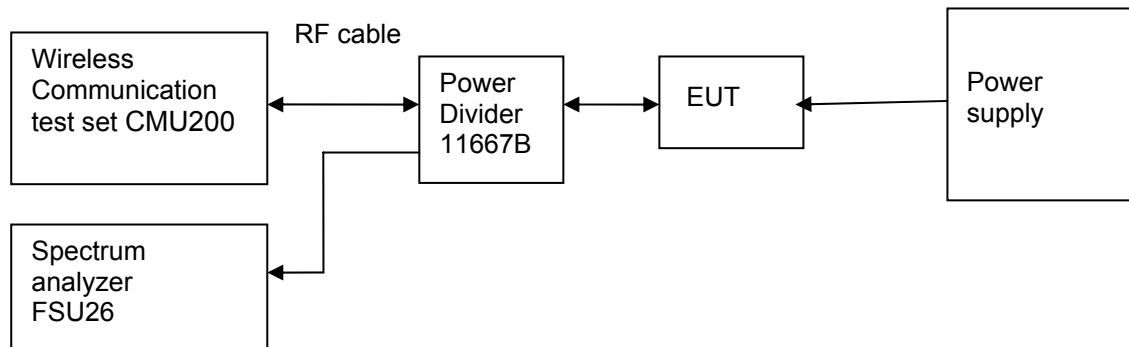 RF cable
Wireless
Communication
test set CMU200
Power
Divider
11667B
EUT
Power
supply
Spectrum
analyzer
FSU26